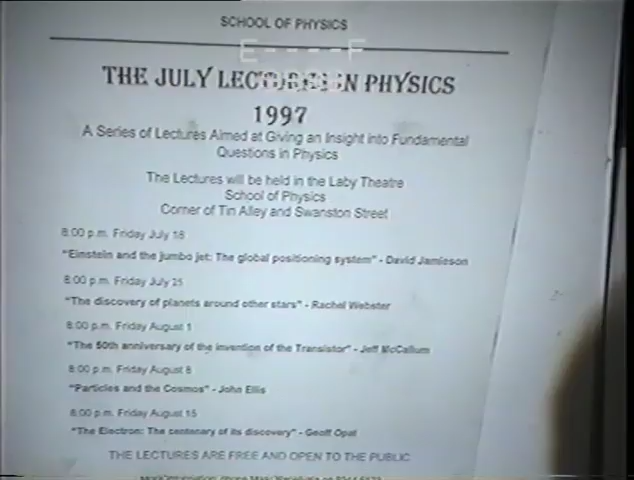 SCHOOL OF PHYSICS
E F
THE JULY LECTURES IN PHYSICS
1997
A Series of Lectures Aimed at Giving an Insight into Fundamental
Questions in Physics
The Lectures will be held in the Laby Theatre
School of Physics
Corner of Tin Alley and Swanston Street
8:00 p.m. Friday July 18
"Einstein and the jumbo jet: The global positioning system" - David Jamieson
8:00 p.m. Friday July 25
"The discovery of planets around other stars" - Rachel Webster
8:00 p.m. Friday August 1
"The 50th anniversary of the invention of the Transistor" - Jeff McCallum
8:00 p.m. Friday August 8
"Particles and the Cosmos" - John Ellis
8:00 p.m. Friday August 15
"The Electron: The centenary of its discovery" - Geoff Opat
THE LECTURES ARE FREE AND OPEN TO THE PUBLIC